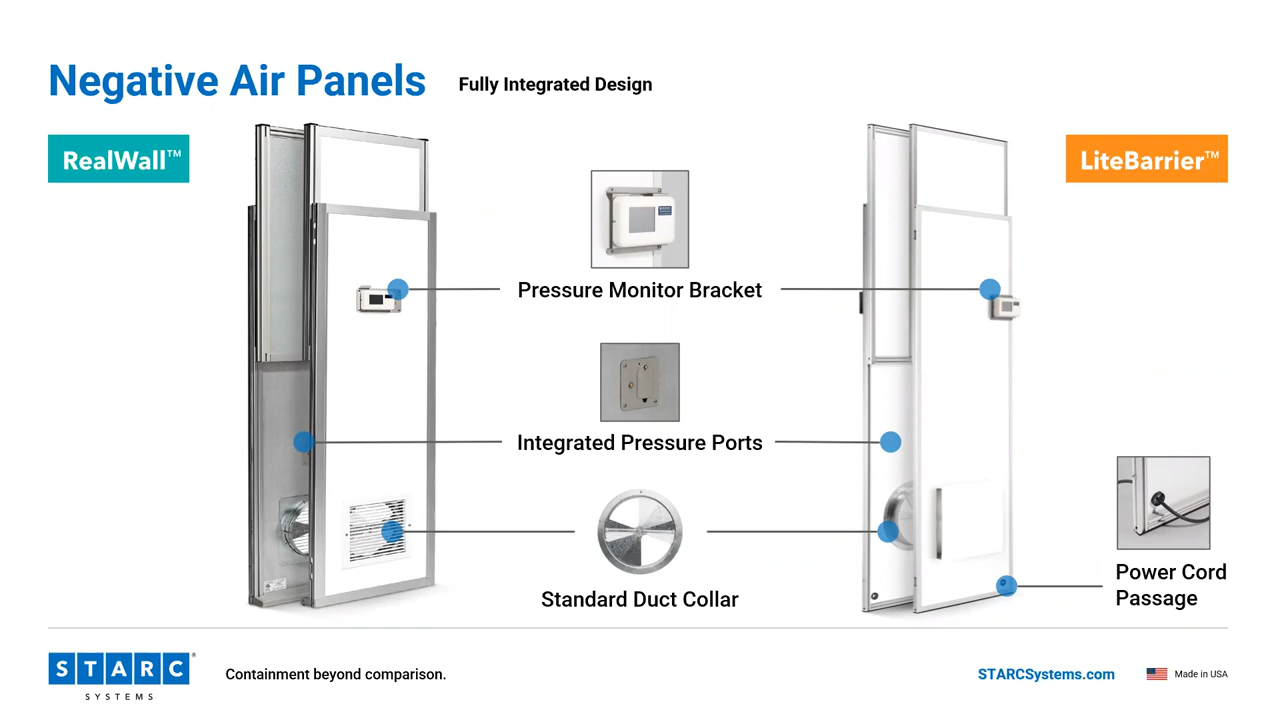 Negative Air Panels
Fully Integrated Design
RealWall™
LiteBarrier™
Pressure Monitor Bracket
Integrated Pressure Ports
Standard Duct Collar
Power Cord
Passage
STARC®
SYSTEMS
Containment beyond comparison.
STARCSystems.com
Made in USA